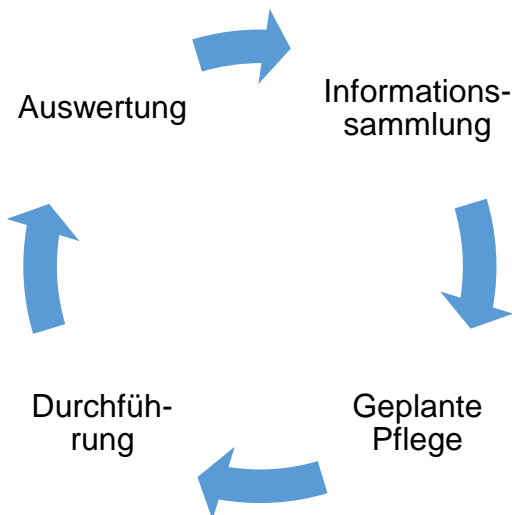 Auswertung
Informations-
sammlung
Durchfüh-
rung
Geplante
Pflege